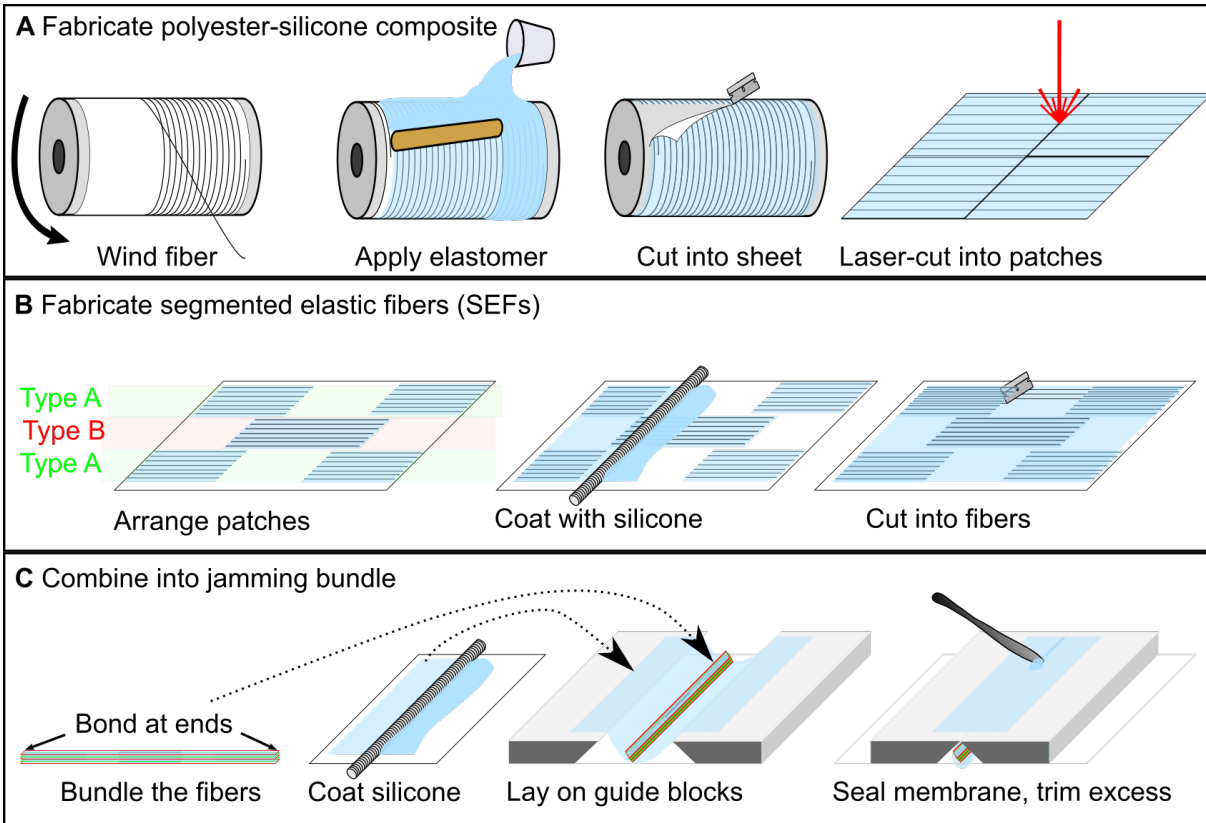 A Fabricate polyester-silicone composite
Wind fiber
Apply elastomer
Cut into sheet
Laser-cut into patches
B Fabricate segmented elastic fibers (SEFs)
Type A
Type B
Type A
Arrange patches
Coat with silicone
Cut into fibers
C Combine into jamming bundle
Bond at ends
Bundle the fibers
Coat silicone
Lay on guide blocks
Seal membrane, trim excess